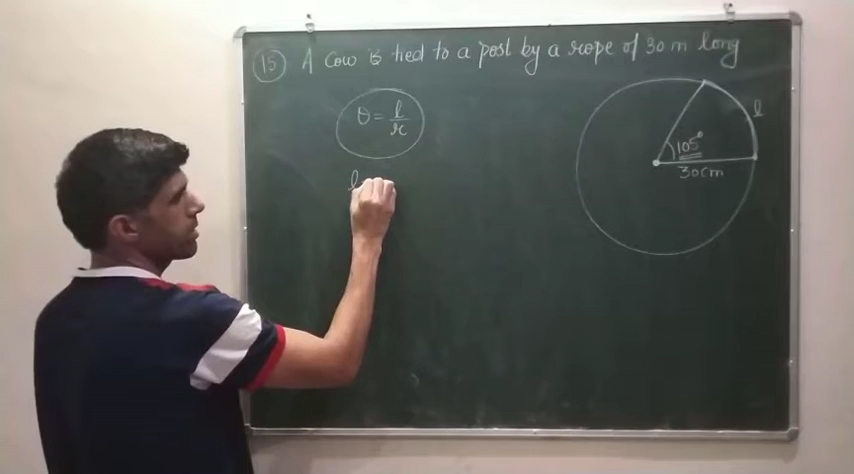 (15) A Cow is tied to a post by a rope of 30 m long
θ = l/r
l
l
105°
30cm